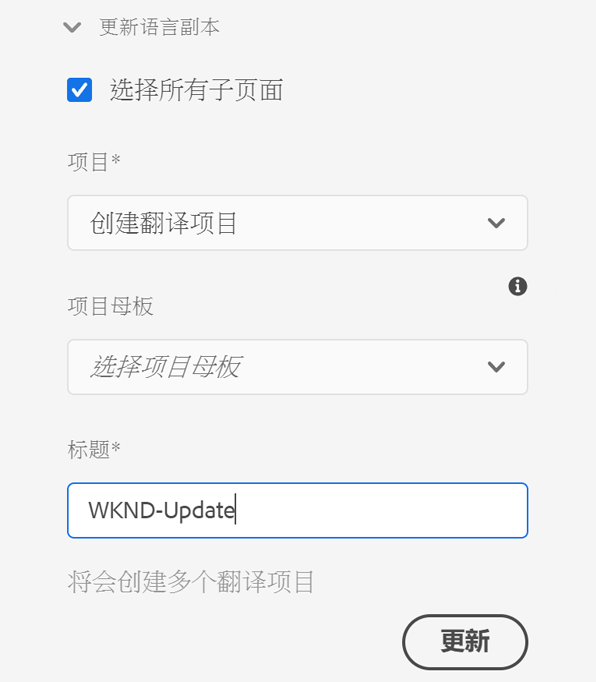 更新语言副本
选择所有子页面
项目*
创建翻译项目
项目母板
选择项目母板
标题*
WKND-Update
将会创建多个翻译项目
更新